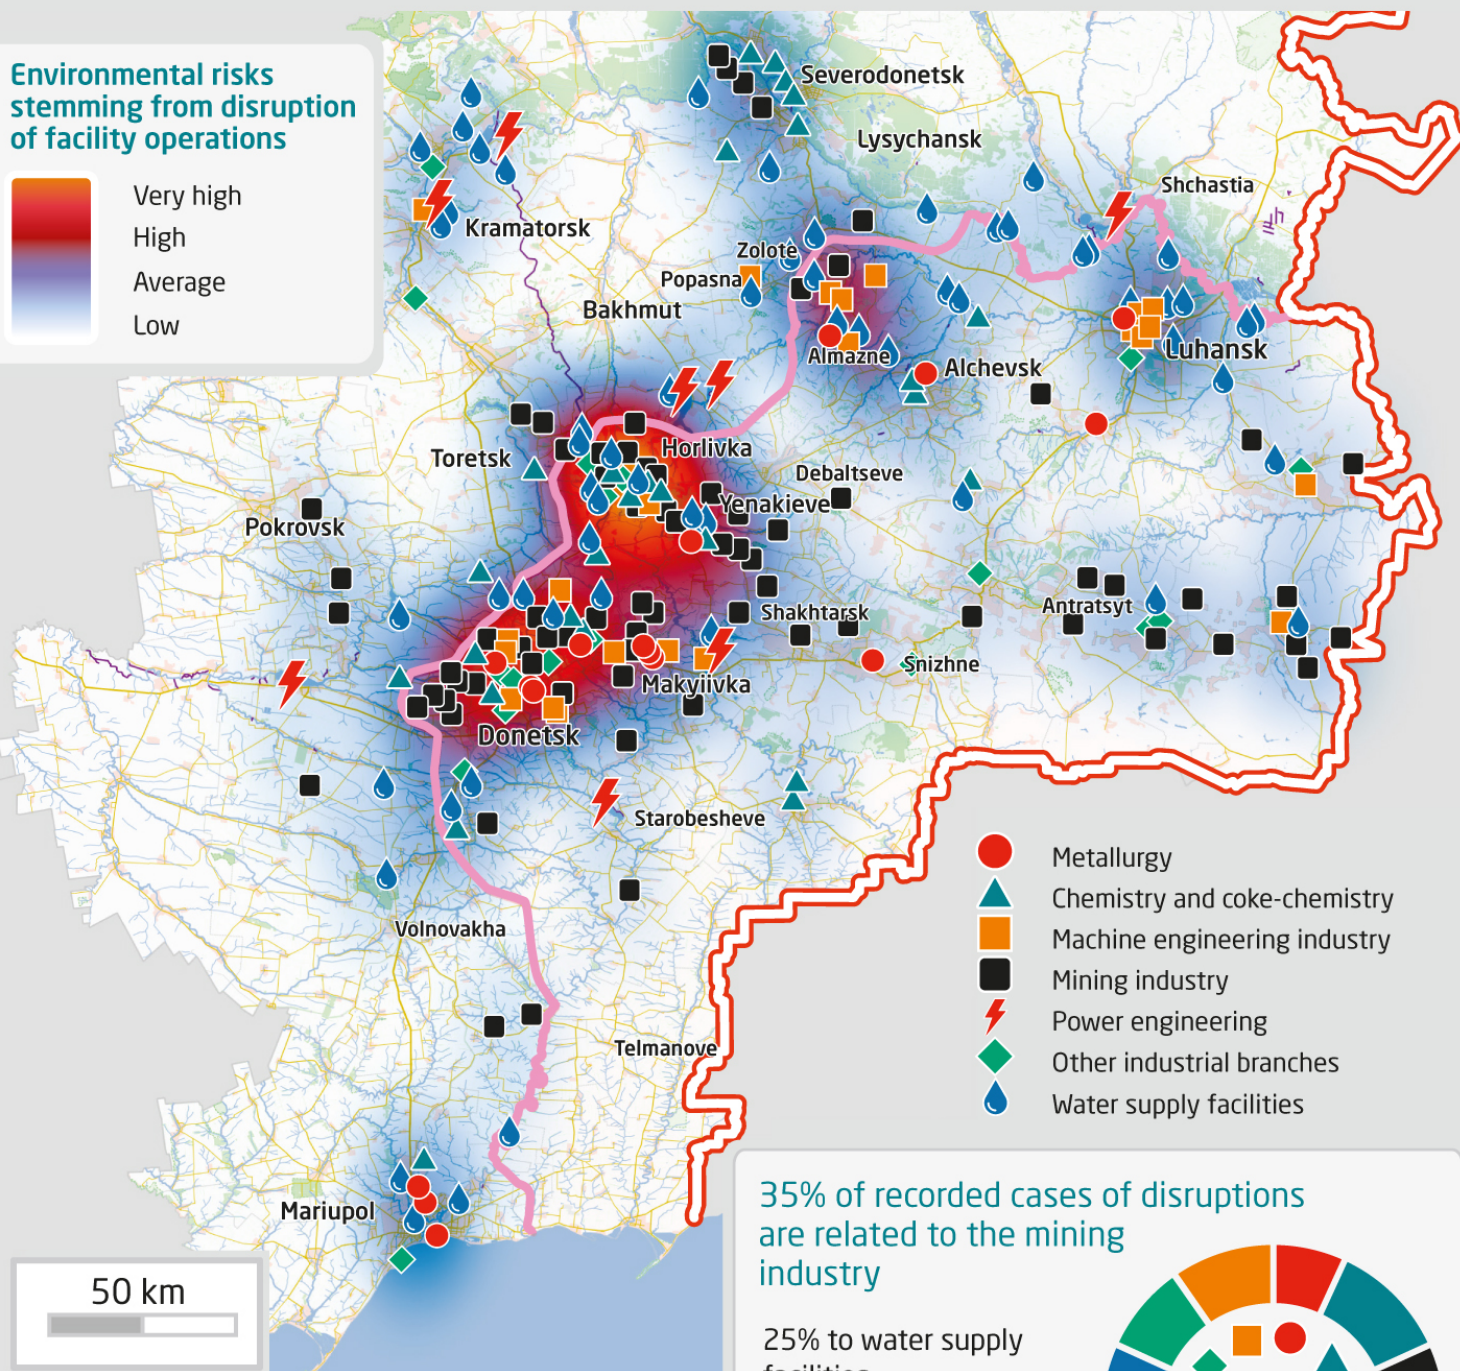 Environmental risks
stemming from disruption
of facility operations
Very high
High
Average
Low
Severodonetsk
Lysychansk
Shchastia
Kramatorsk
Zolote
Popasna
Bakhmut
Almazne
Alchevsk
Luhansk
Toretsk
Horlivka
Debaltseve
Yenakieve
Pokrovsk
Shakhtarsk
Antratsyt
Snizhne
Makyiivka
Donetsk
Starobesheve
Volnovakha
Telmanove
Mariupol
Metallurgy
Chemistry and coke-chemistry
Machine engineering industry
Mining industry
Power engineering
Other industrial branches
Water supply facilities
50 km
35% of recorded cases of disruptions
are related to the mining
industry
25% to water supply
facilities